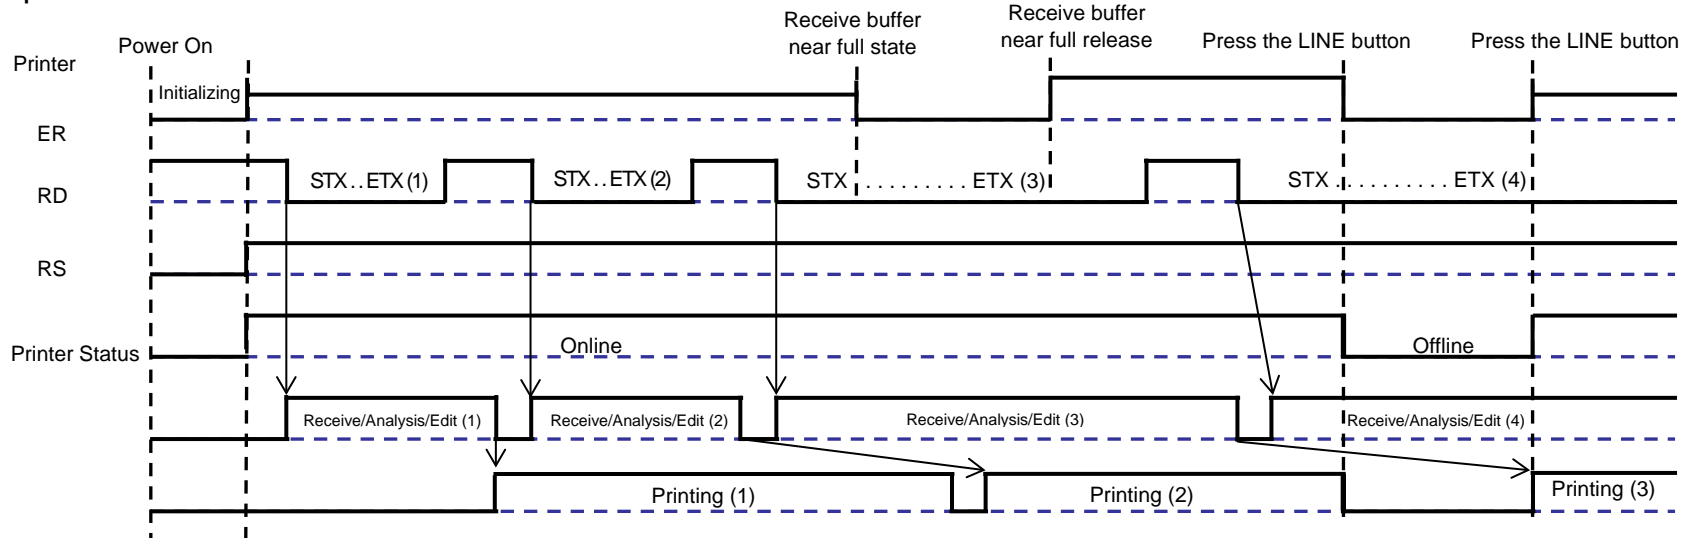 Receive buffer
near full state
Receive buffer
near full release
Power On
Press the LINE button
Press the LINE button
Printer
Initializing
ER
STX..ETX(1)
STX..ETX(2)
STX.........ETX (3)
STX..........ETX (4)
RD
RS
Printer Status
Online
Offline
Receive/Analysis/Edit (1)
Receive/Analysis/Edit (2)
Receive/Analysis/Edit (3)
Receive/Analysis/Edit (4)
Printing (1)
Printing (2)
Printing (3)